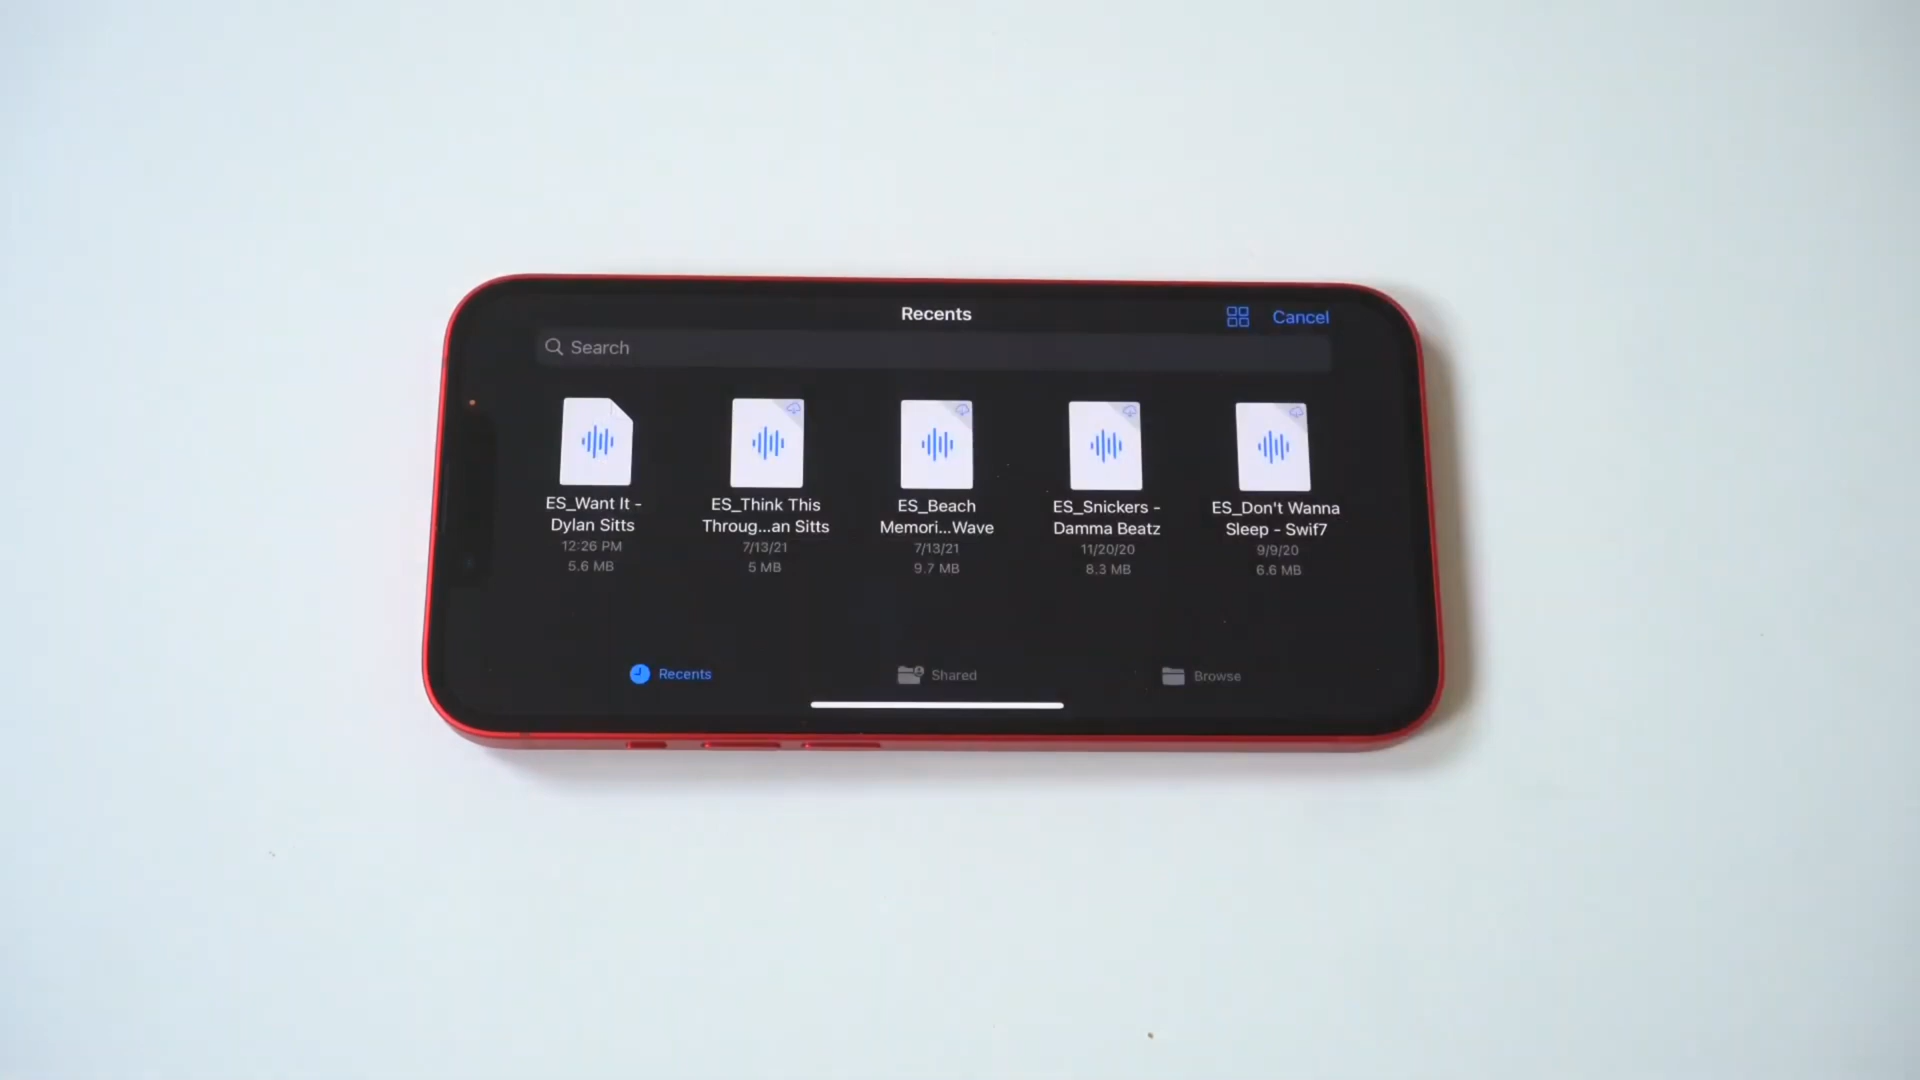 Recents
Cancel
Search
ES_Want It -
Dylan Sitts
12:26 PM
5.6 MB
ES_Think This
Throug...an Sitts
7/13/21
5 MB
ES_Beach
Memori...Wave
7/13/21
9.7 MB
ES_Snickers -
Damma Beatz
11/20/20
8.3 MB
ES_Don't Wanna
Sleep - Swif7
9/9/20
6.6 MB
Recents
Shared
Browse